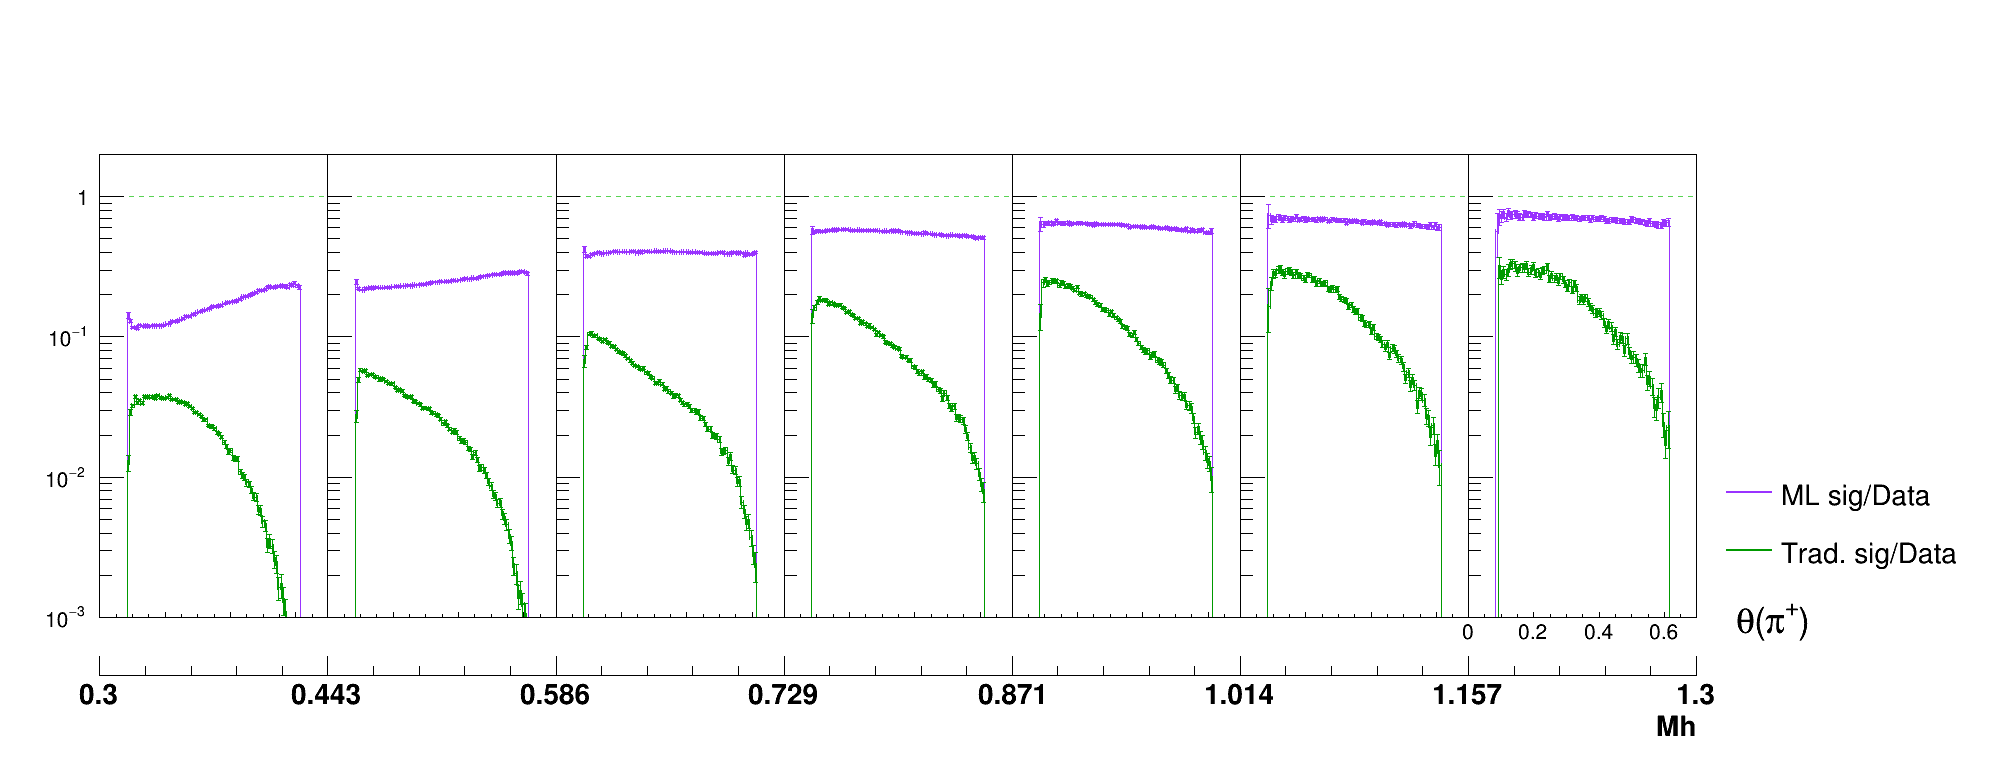 1
10⁻¹
10⁻²
10⁻³
ML sig/Data
Trad. sig/Data
θ(π⁺)
0 0.2 0.4 0.6
0.3 0.443 0.586 0.729 0.871 1.014 1.157 1.3
Mh